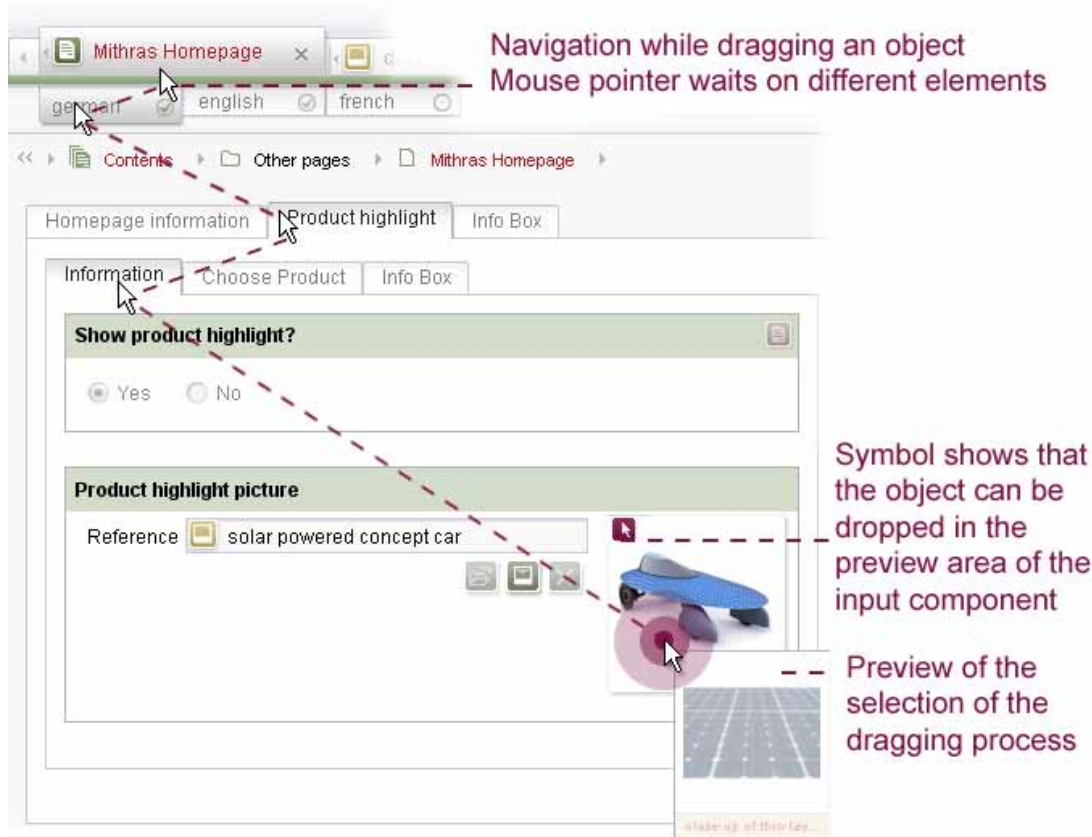 Mithras Homepage
Navigation while dragging an object
Mouse pointer waits on different elements
german english french
Contents Other pages Mithras Homepage
Homepage information Product highlight Info Box
Information Choose Product Info Box
Show product highlight?
Yes No
Product highlight picture
Reference solar powered concept car
Symbol shows that
the object can be
dropped in the
preview area of the
input component
Preview of the
selection of the
dragging process
close-up of